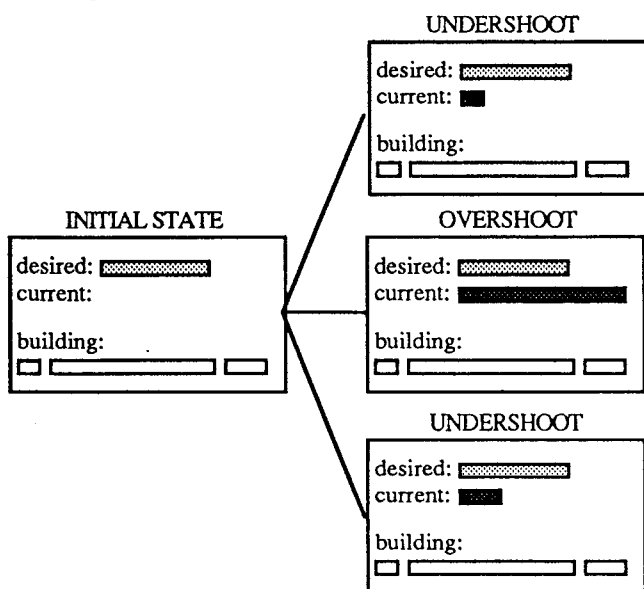 UNDERSHOOT
desired:
current:
building:
INITIAL STATE
desired:
current:
building:
OVERSHOOT
desired:
current:
building:
UNDERSHOOT
desired:
current:
building: